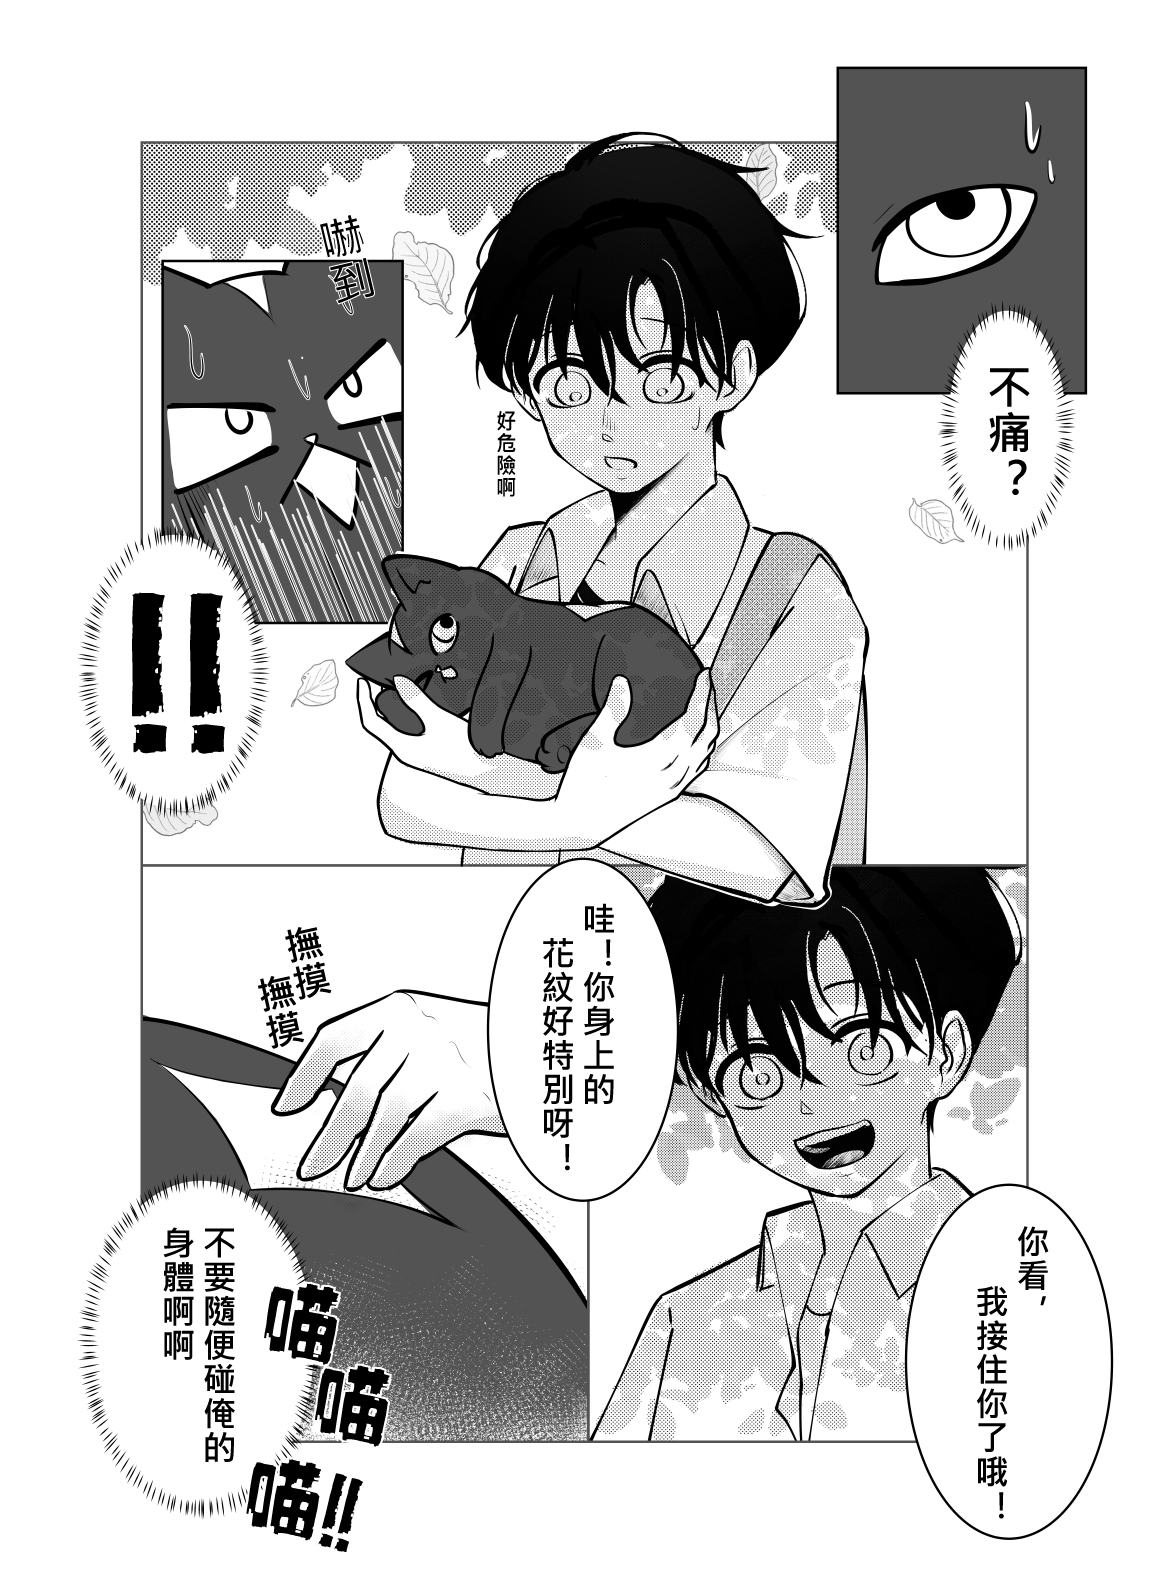 不痛？
嚇到
好危險啊
!!
你看,
我接住你了哦！
哇！你身上的
花紋好特別呀！
撫摸
撫摸
不要隨便碰俺的
身體啊啊
喵
喵
喵!!